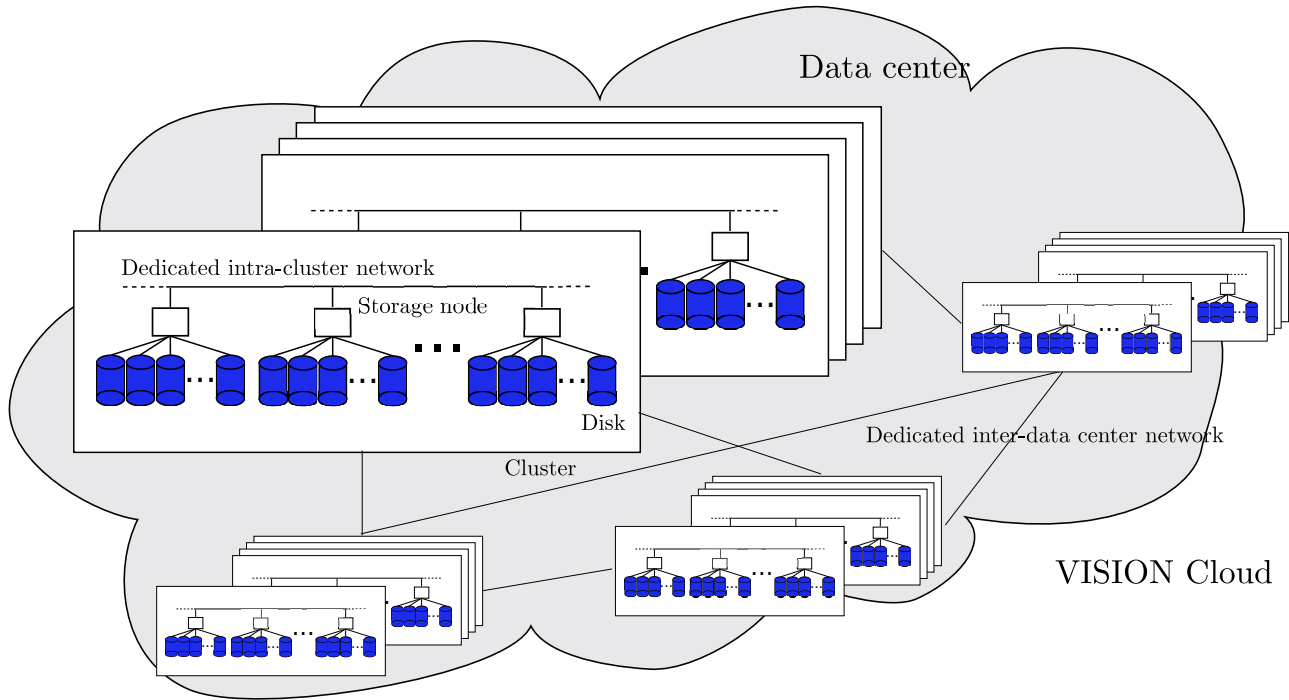 Data center
Dedicated intra-cluster network
Storage node
Disk
Dedicated inter-data center network
Cluster
VISION Cloud